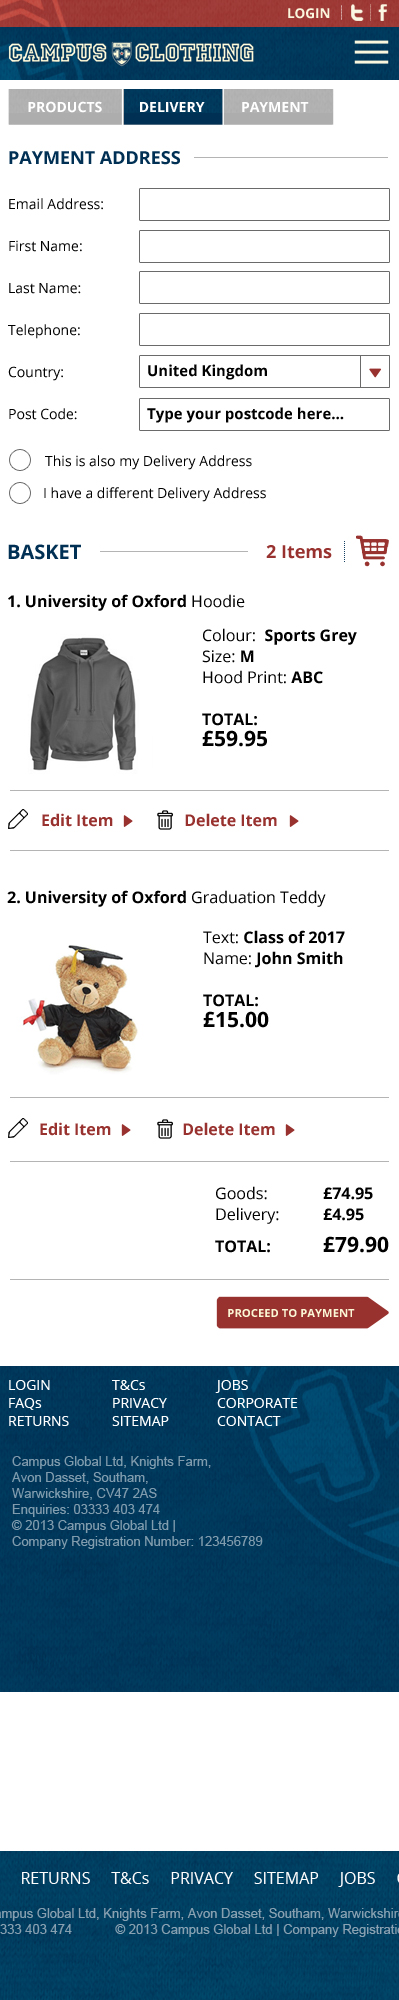 LOGIN
CAMPUS CLOTHING
PRODUCTS DELIVERY PAYMENT
PAYMENT ADDRESS
Email Address:
First Name:
Last Name:
Telephone:
Country: United Kingdom
Post Code: Type your postcode here...
This is also my Delivery Address
I have a different Delivery Address
BASKET 2 Items
1. University of Oxford Hoodie
Colour: Sports Grey
Size: M
Hood Print: ABC
TOTAL:
£59.95
Edit Item Delete Item
2. University of Oxford Graduation Teddy
Text: Class of 2017
Name: John Smith
TOTAL:
£15.00
Edit Item Delete Item
Goods: £74.95
Delivery: £4.95
TOTAL: £79.90
PROCEED TO PAYMENT
LOGIN T&Cs JOBS
FAQs PRIVACY CORPORATE
RETURNS SITEMAP CONTACT
Campus Global Ltd, Knights Farm,
Avon Dasset, Southam,
Warwickshire, CV47 2AS
Enquiries: 03333 403 474
© 2013 Campus Global Ltd |
Company Registration Number: 123456789
RETURNS T&Cs PRIVACY SITEMAP JOBS
ampus Global Ltd, Knights Farm, Avon Dasset, Southam, Warwickshir
333 403 474 © 2013 Campus Global Ltd | Company Registrati